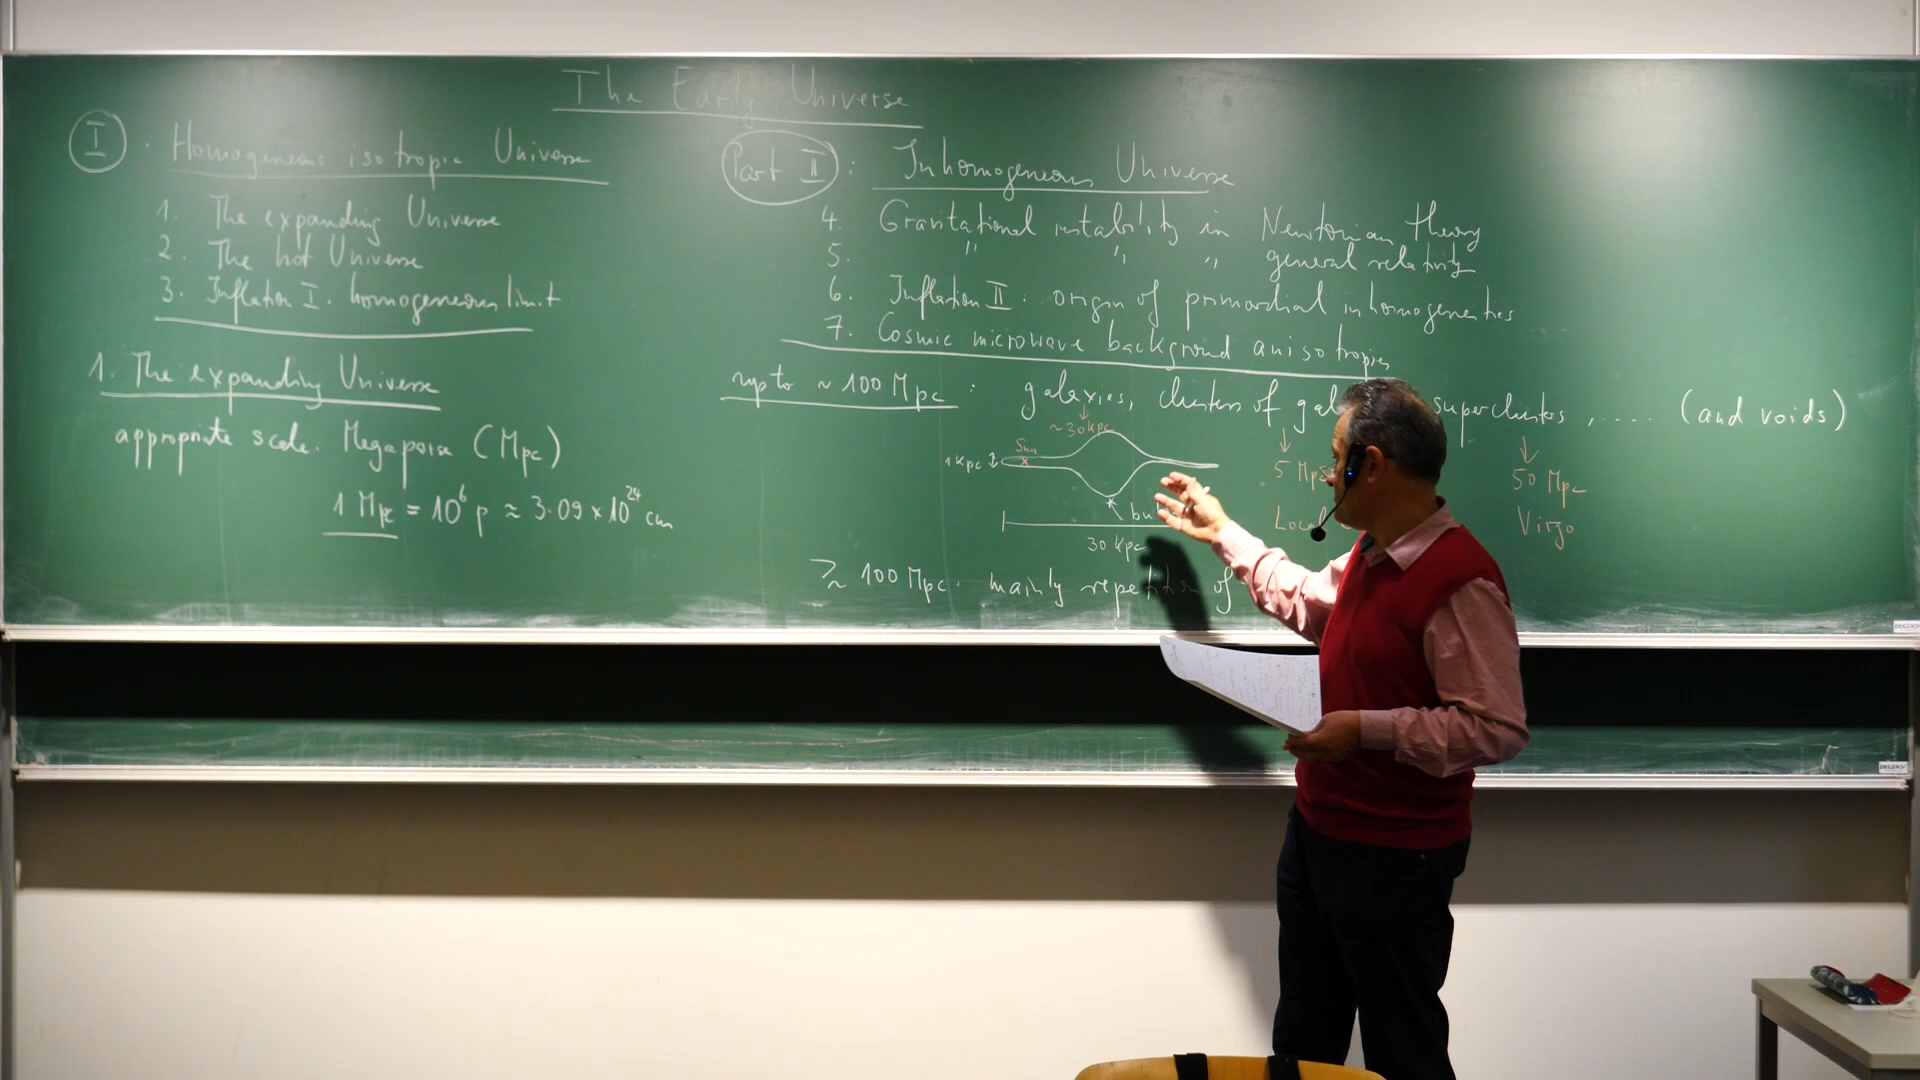 The Early Universe
I : Homogeneous isotropic Universe
1. The expanding Universe
2. The hot Universe
3. Inflation I. homogeneous limit
1. The expanding Universe
appropriate scale. Megaparse (Mpc)
1 Mpc = 10⁶ p ≈ 3.09 × 10²⁴ cm
Part II : Inhomogeneous Universe
4. Gravitational instability in Newtonian theory
5. " " " general relativity
6. Inflation II : origin of primordial inhomogeneities
7. Cosmic microwave background anisotropies
up to ~ 100 Mpc : galaxies, clusters of superclusters, .... (and voids)
~30 kpc
Sun
1 Kpc
5 Mpc
50 Mpc
Virgo
30 Kpc
≳ 100 Mpc. mainly repetition of
DEGENSI